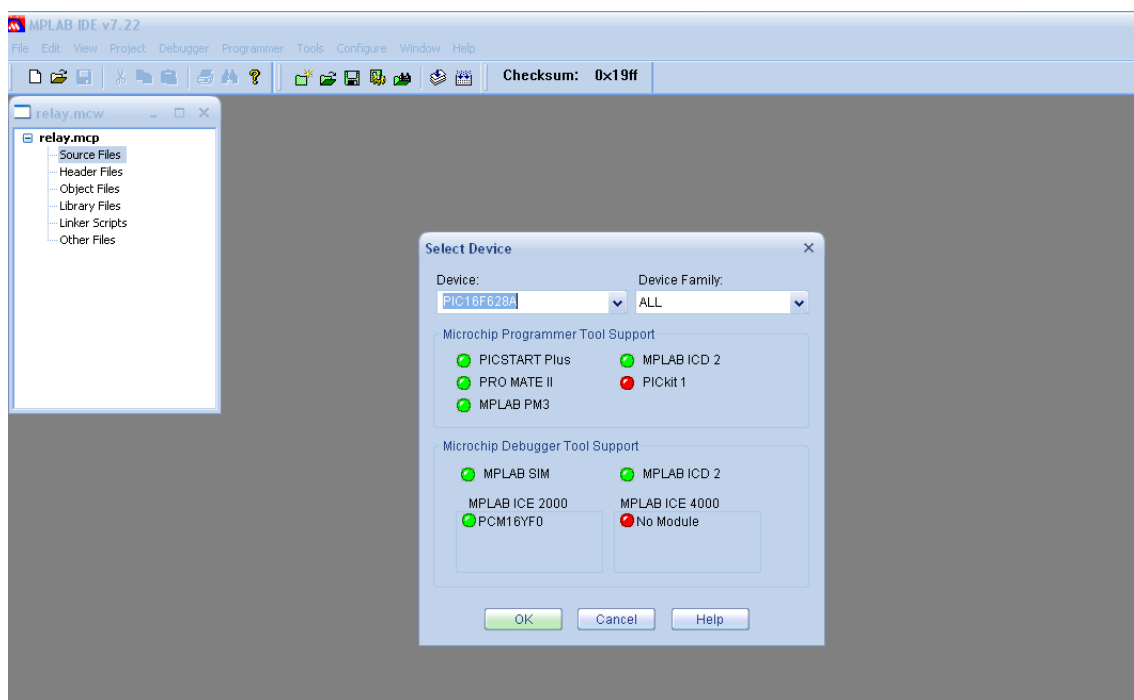 MPLAB IDE v7.22
File Edit View Project Debugger Programmer Tools Configure Window Help
Checksum: 0x19ff
relay.mcw
relay.mcp
Source Files
Header Files
Object Files
Library Files
Linker Scripts
Other Files
Select Device
Device: Device Family:
PIC16F628A ALL
Microchip Programmer Tool Support
PICSTART Plus MPLAB ICD 2
PRO MATE II PICkit 1
MPLAB PM3
Microchip Debugger Tool Support
MPLAB SIM MPLAB ICD 2
MPLAB ICE 2000 MPLAB ICE 4000
PCM16YF0 No Module
OK Cancel Help